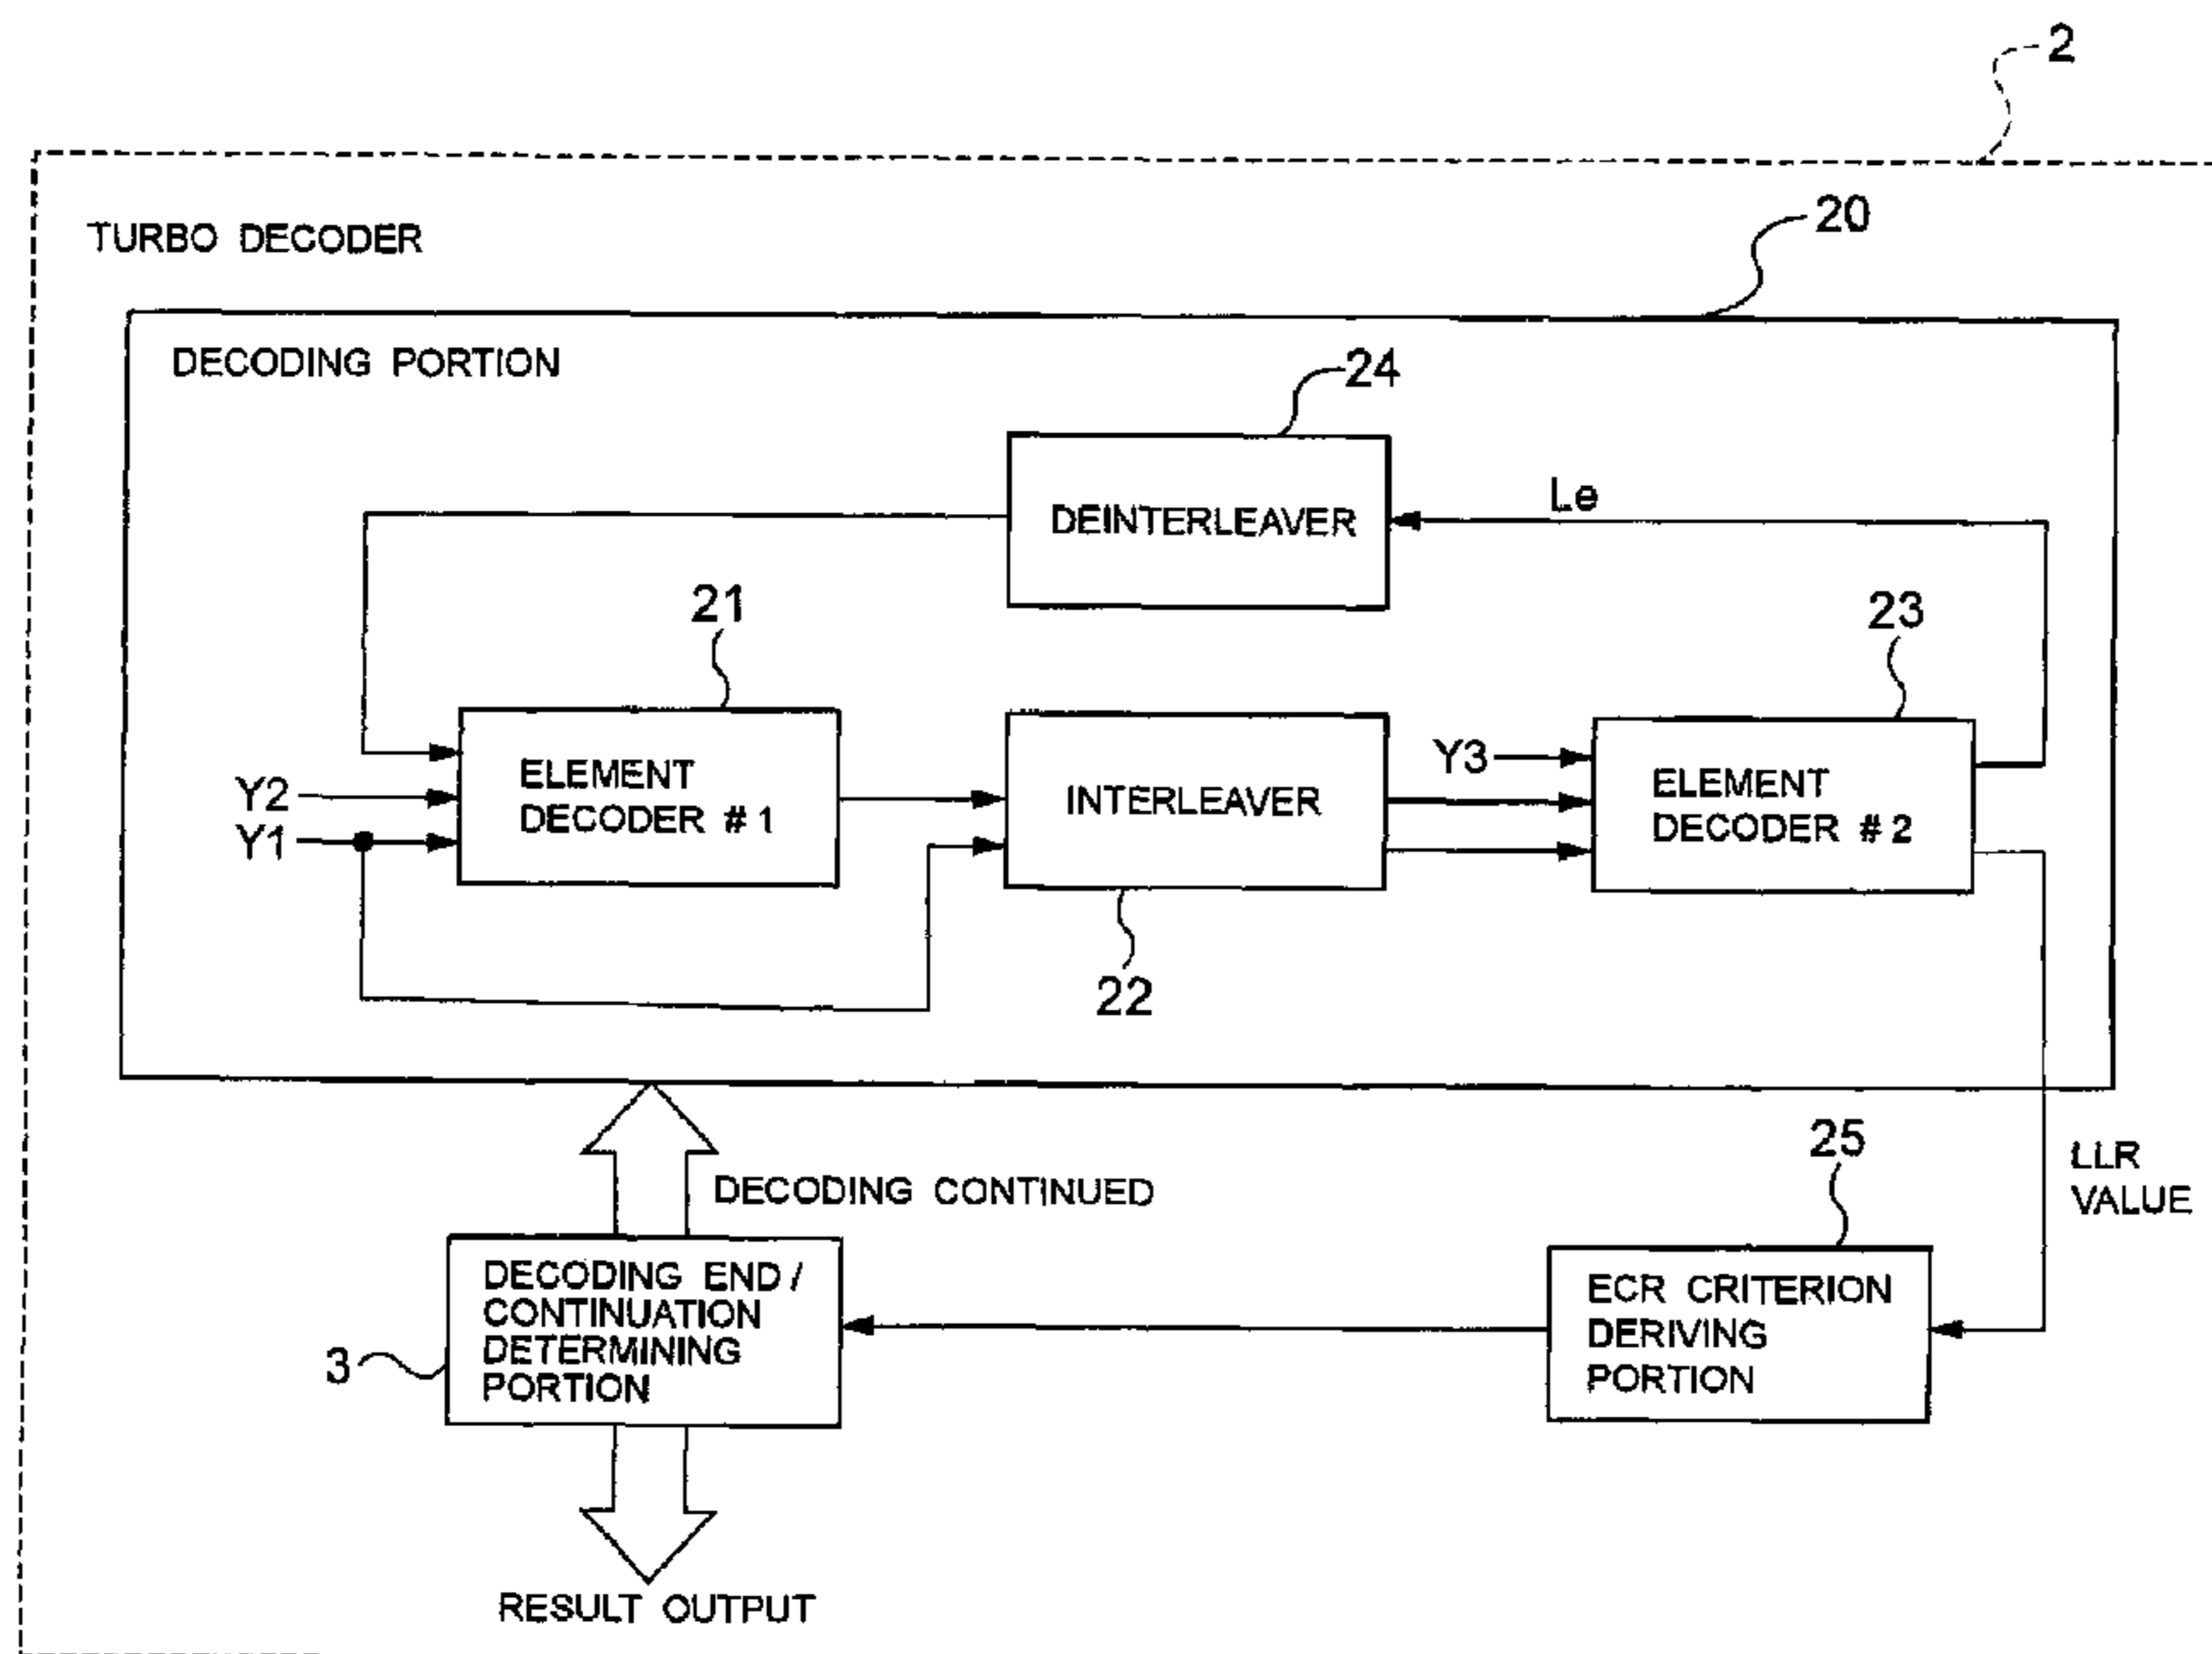 2
TURBO DECODER
20
DECODING PORTION
24
DEINTERLEAVER
Le
21
23
ELEMENT
DECODER #1
Y2
Y1
INTERLEAVER
Y3
ELEMENT
DECODER #2
22
DECODING CONTINUED
25
LLR
VALUE
DECODING END/
CONTINUATION
DETERMINING
PORTION
3
ECR CRITERION
DERIVING
PORTION
RESULT OUTPUT